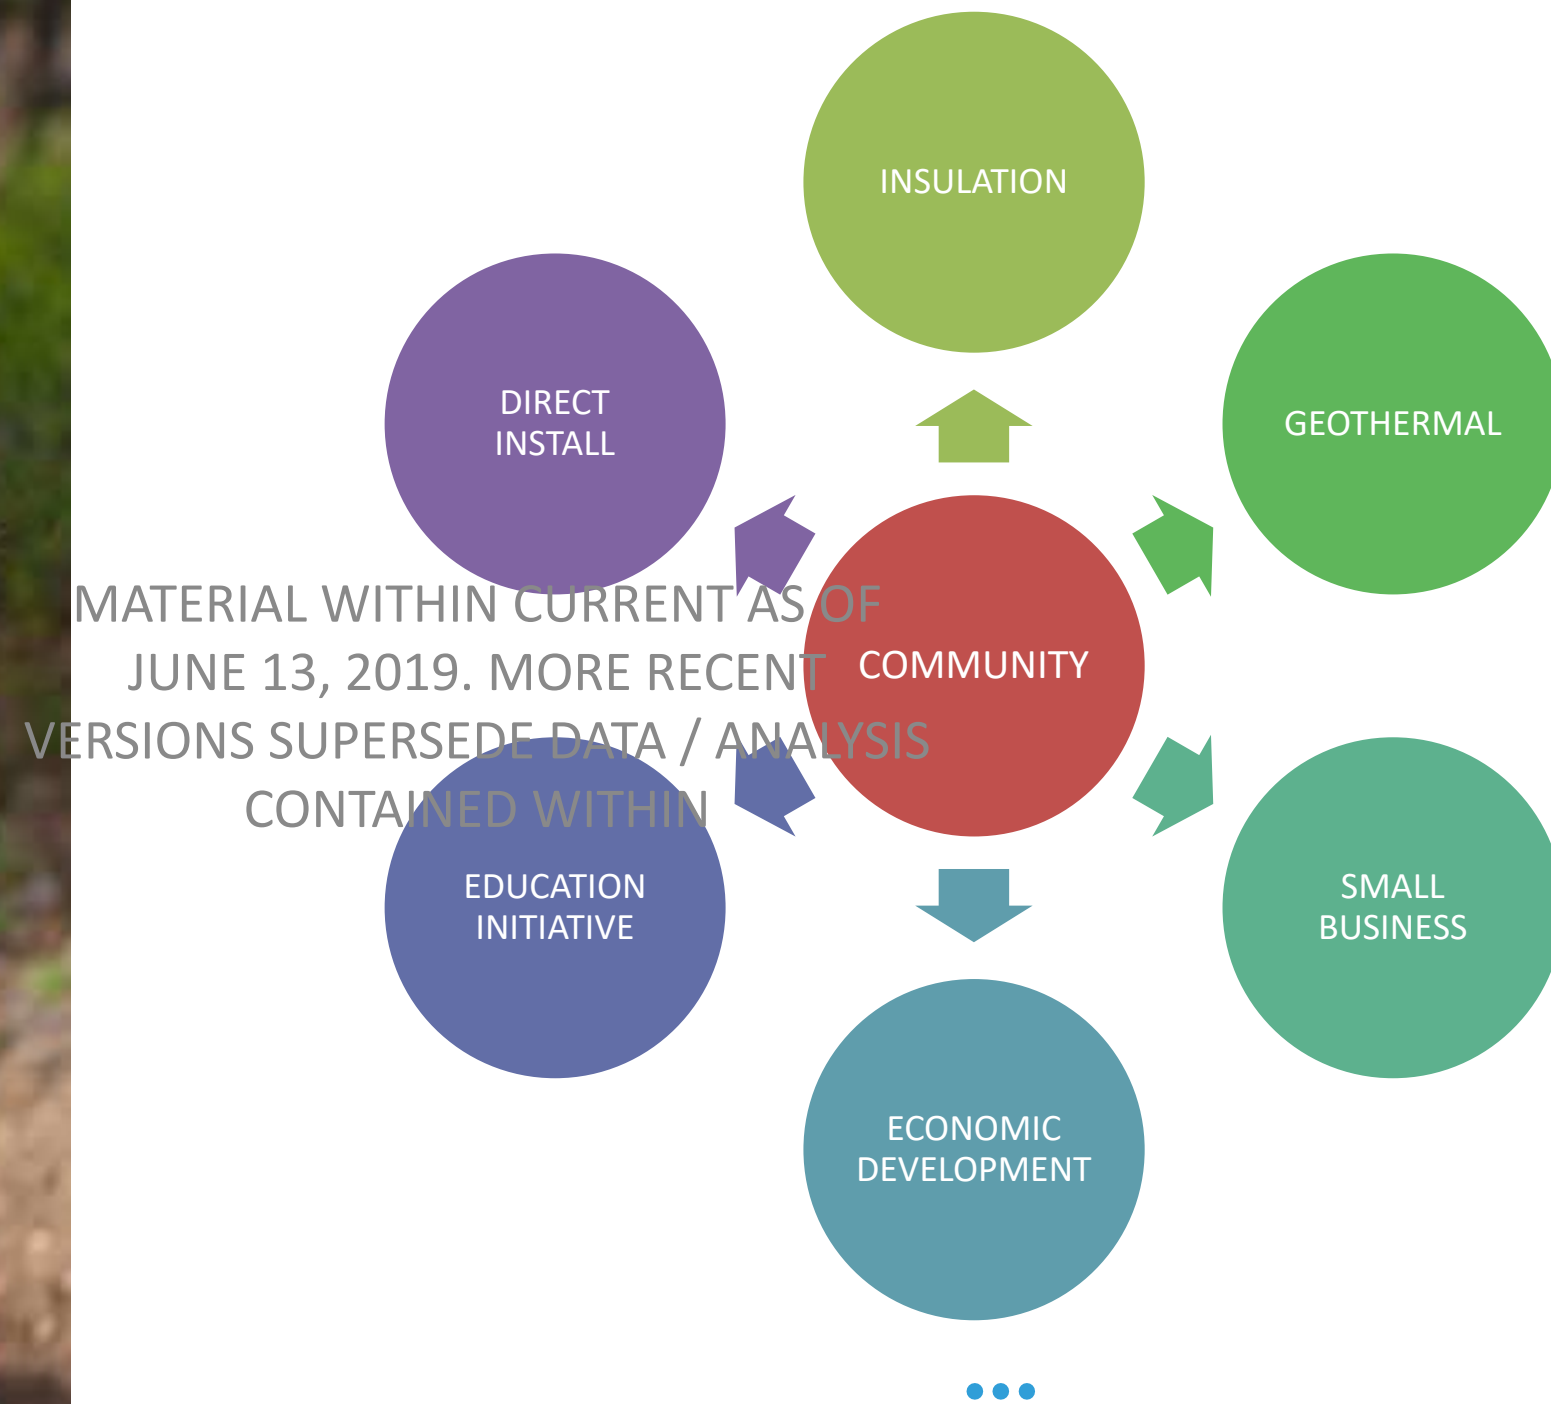 INSULATION
DIRECT
INSTALL
GEOTHERMAL
MATERIAL WITHIN CURRENT AS OF
JUNE 13, 2019. MORE RECENT
VERSIONS SUPERSEDE DATA / ANALYSIS
CONTAINED WITHIN
COMMUNITY
EDUCATION
INITIATIVE
SMALL
BUSINESS
ECONOMIC
DEVELOPMENT